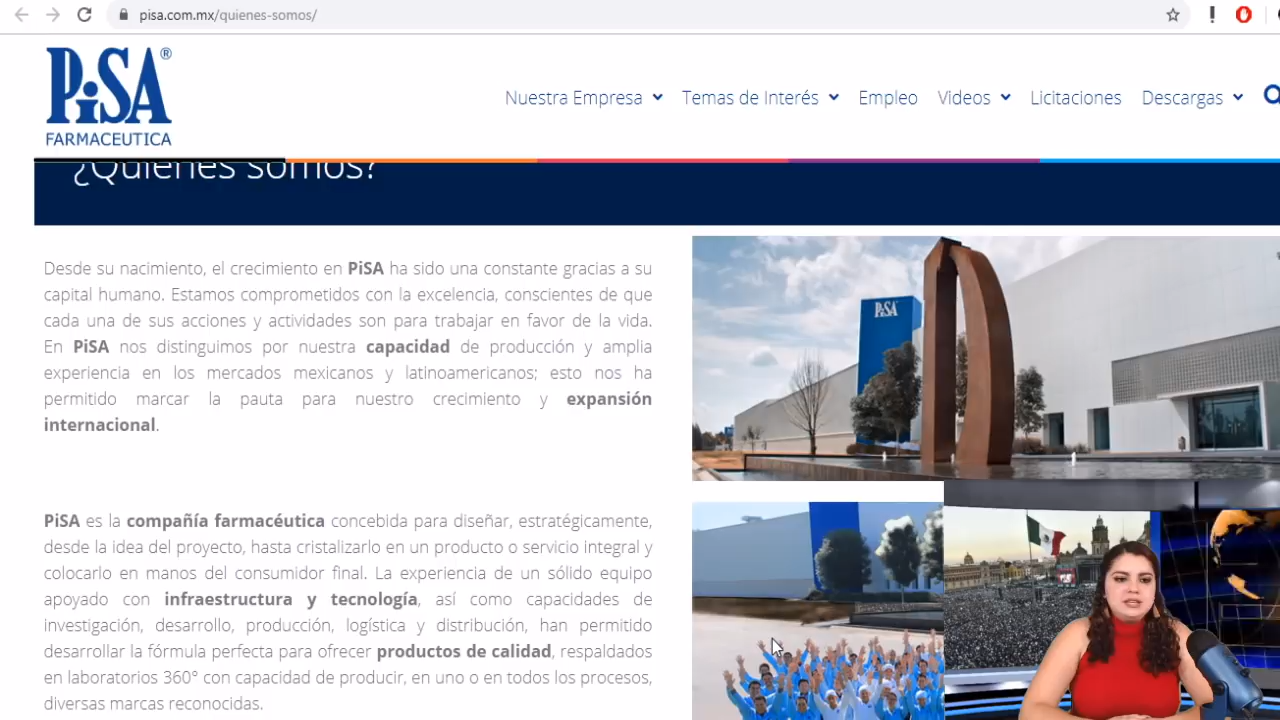 pisa.com.mx/quienes-somos/
PiSA®
FARMACEUTICA
Nuestra Empresa Temas de Interés Empleo Videos Licitaciones Descargas
¿Quienes somos?
Desde su nacimiento, el crecimiento en PiSA ha sido una constante gracias a su
capital humano. Estamos comprometidos con la excelencia, conscientes de que
cada una de sus acciones y actividades son para trabajar en favor de la vida.
En PiSA nos distinguimos por nuestra capacidad de producción y amplia
experiencia en los mercados mexicanos y latinoamericanos; esto nos ha
permitido marcar la pauta para nuestro crecimiento y expansión
internacional.
PiSA
PiSA es la compañía farmacéutica concebida para diseñar, estratégicamente,
desde la idea del proyecto, hasta cristalizarlo en un producto o servicio integral y
colocarlo en manos del consumidor final. La experiencia de un sólido equipo
apoyado con infraestructura y tecnología, así como capacidades de
investigación, desarrollo, producción, logística y distribución, han permitido
desarrollar la fórmula perfecta para ofrecer productos de calidad, respaldados
en laboratorios 360° con capacidad de producir, en uno o en todos los procesos,
diversas marcas reconocidas.